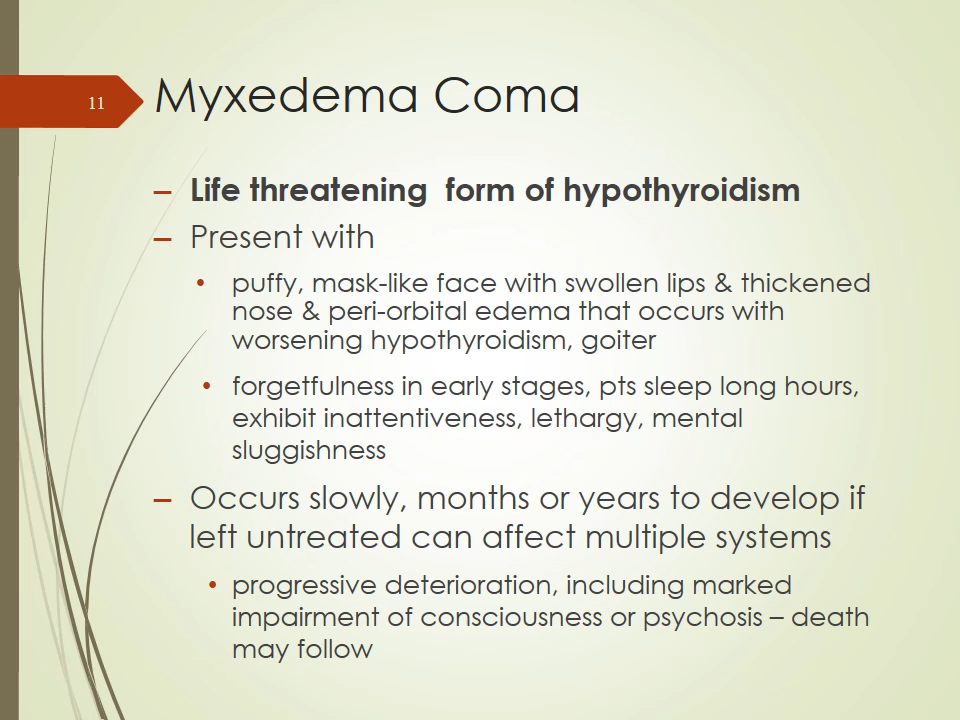 11
Myxedema Coma
– Life threatening  form of hypothyroidism
– Present with
• puffy, mask-like face with swollen lips & thickened
nose & peri-orbital edema that occurs with
worsening hypothyroidism, goiter
• forgetfulness in early stages, pts sleep long hours,
exhibit inattentiveness, lethargy, mental
sluggishness
– Occurs slowly, months or years to develop if
left untreated can affect multiple systems
• progressive deterioration, including marked
impairment of consciousness or psychosis – death
may follow